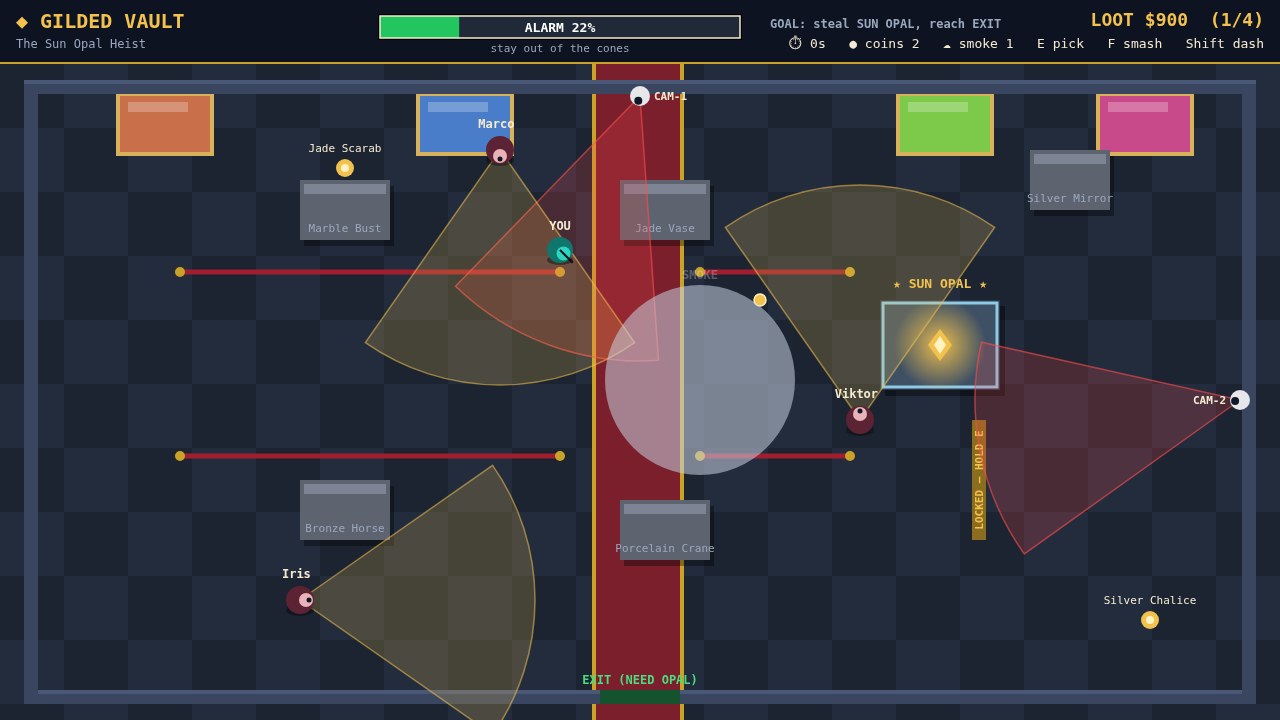 ◆ GILDED VAULT
The Sun Opal Heist
ALARM 22%
stay out of the cones
GOAL: steal SUN OPAL, reach EXIT
LOOT $900 (1/4)
⏱ 0s ● coins 2 ☁ smoke 1 E pick F smash Shift dash
CAM-1
Marco
Jade Scarab
Marble Bust
Jade Vase
Silver Mirror
YOU
SMOKE
★ SUN OPAL ★
Viktor
CAM-2
LOCKED — HOLD E
Bronze Horse
Porcelain Crane
Iris
Silver Chalice
EXIT (NEED OPAL)